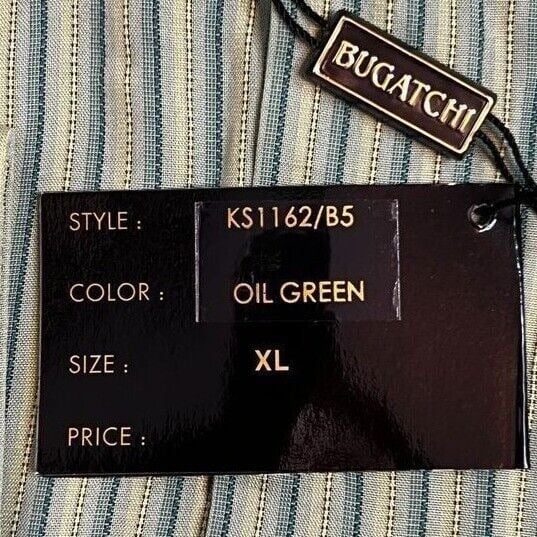 BUGATCHI
STYLE : KS1162/B5
COLOR : OIL GREEN
SIZE : XL
PRICE :